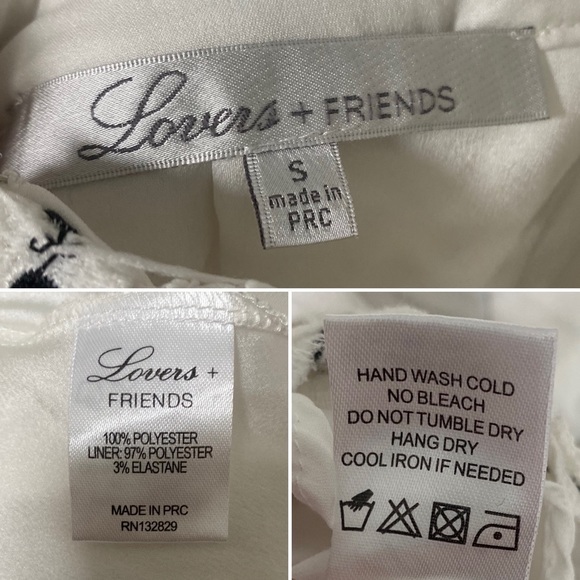 Lovers + FRIENDS
S
made in
PRC
Lovers +
FRIENDS
100% POLYESTER
LINER: 97% POLYESTER
3% ELASTANE
MADE IN PRC
RN132829
HAND WASH COLD
NO BLEACH
DO NOT TUMBLE DRY
HANG DRY
COOL IRON IF NEEDED